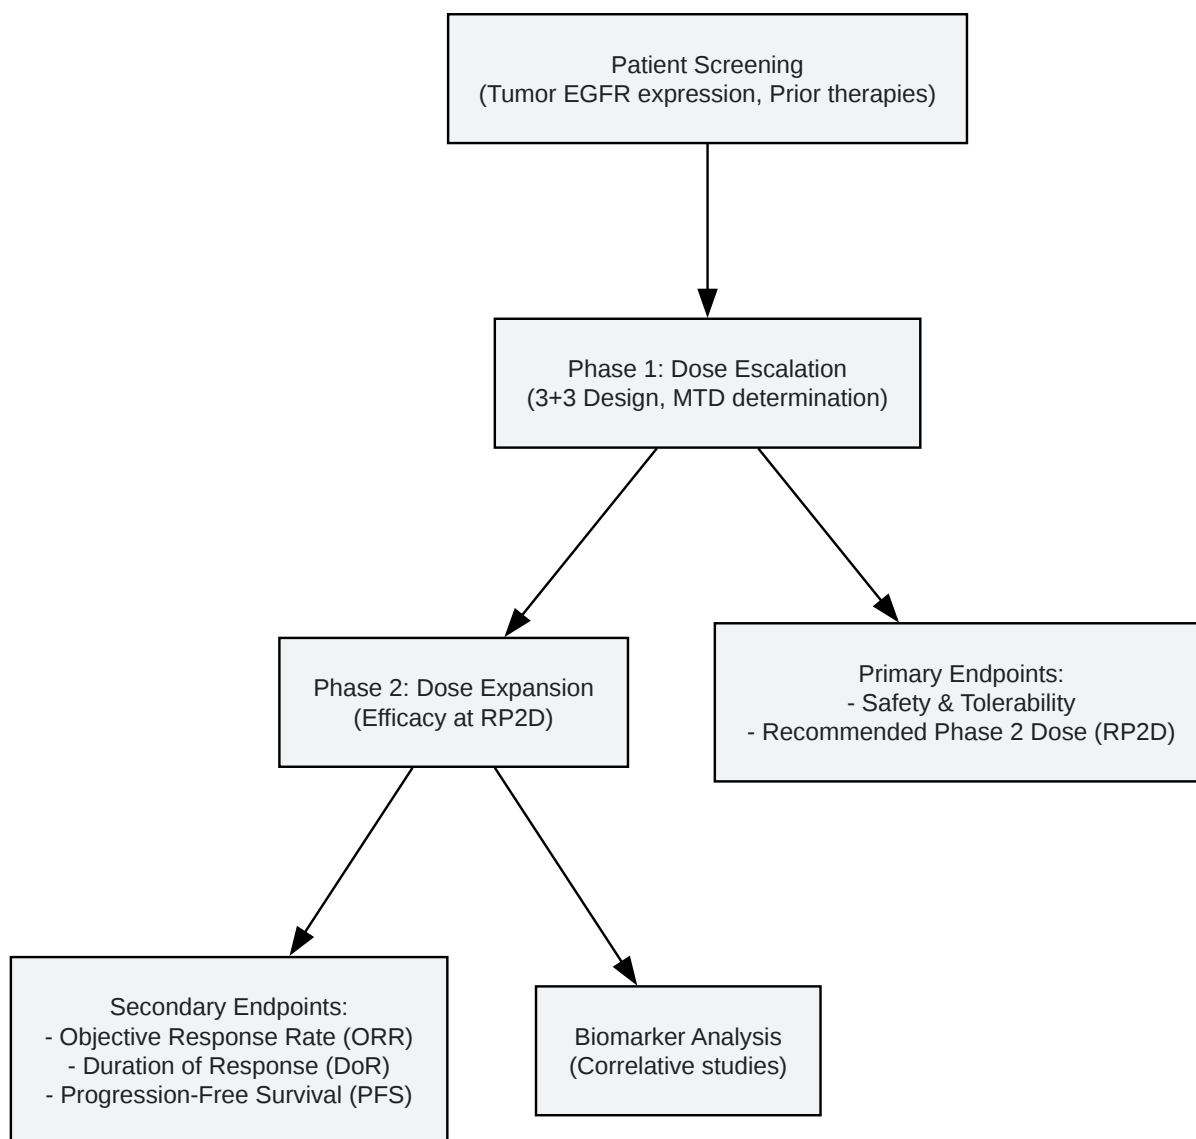 Patient Screening
(Tumor EGFR expression, Prior therapies)
Phase 1: Dose Escalation
(3+3 Design, MTD determination)
Phase 2: Dose Expansion
(Efficacy at RP2D)
Primary Endpoints:
- Safety & Tolerability
- Recommended Phase 2 Dose (RP2D)
Secondary Endpoints:
- Objective Response Rate (ORR)
- Duration of Response (DoR)
- Progression-Free Survival (PFS)
Biomarker Analysis
(Correlative studies)